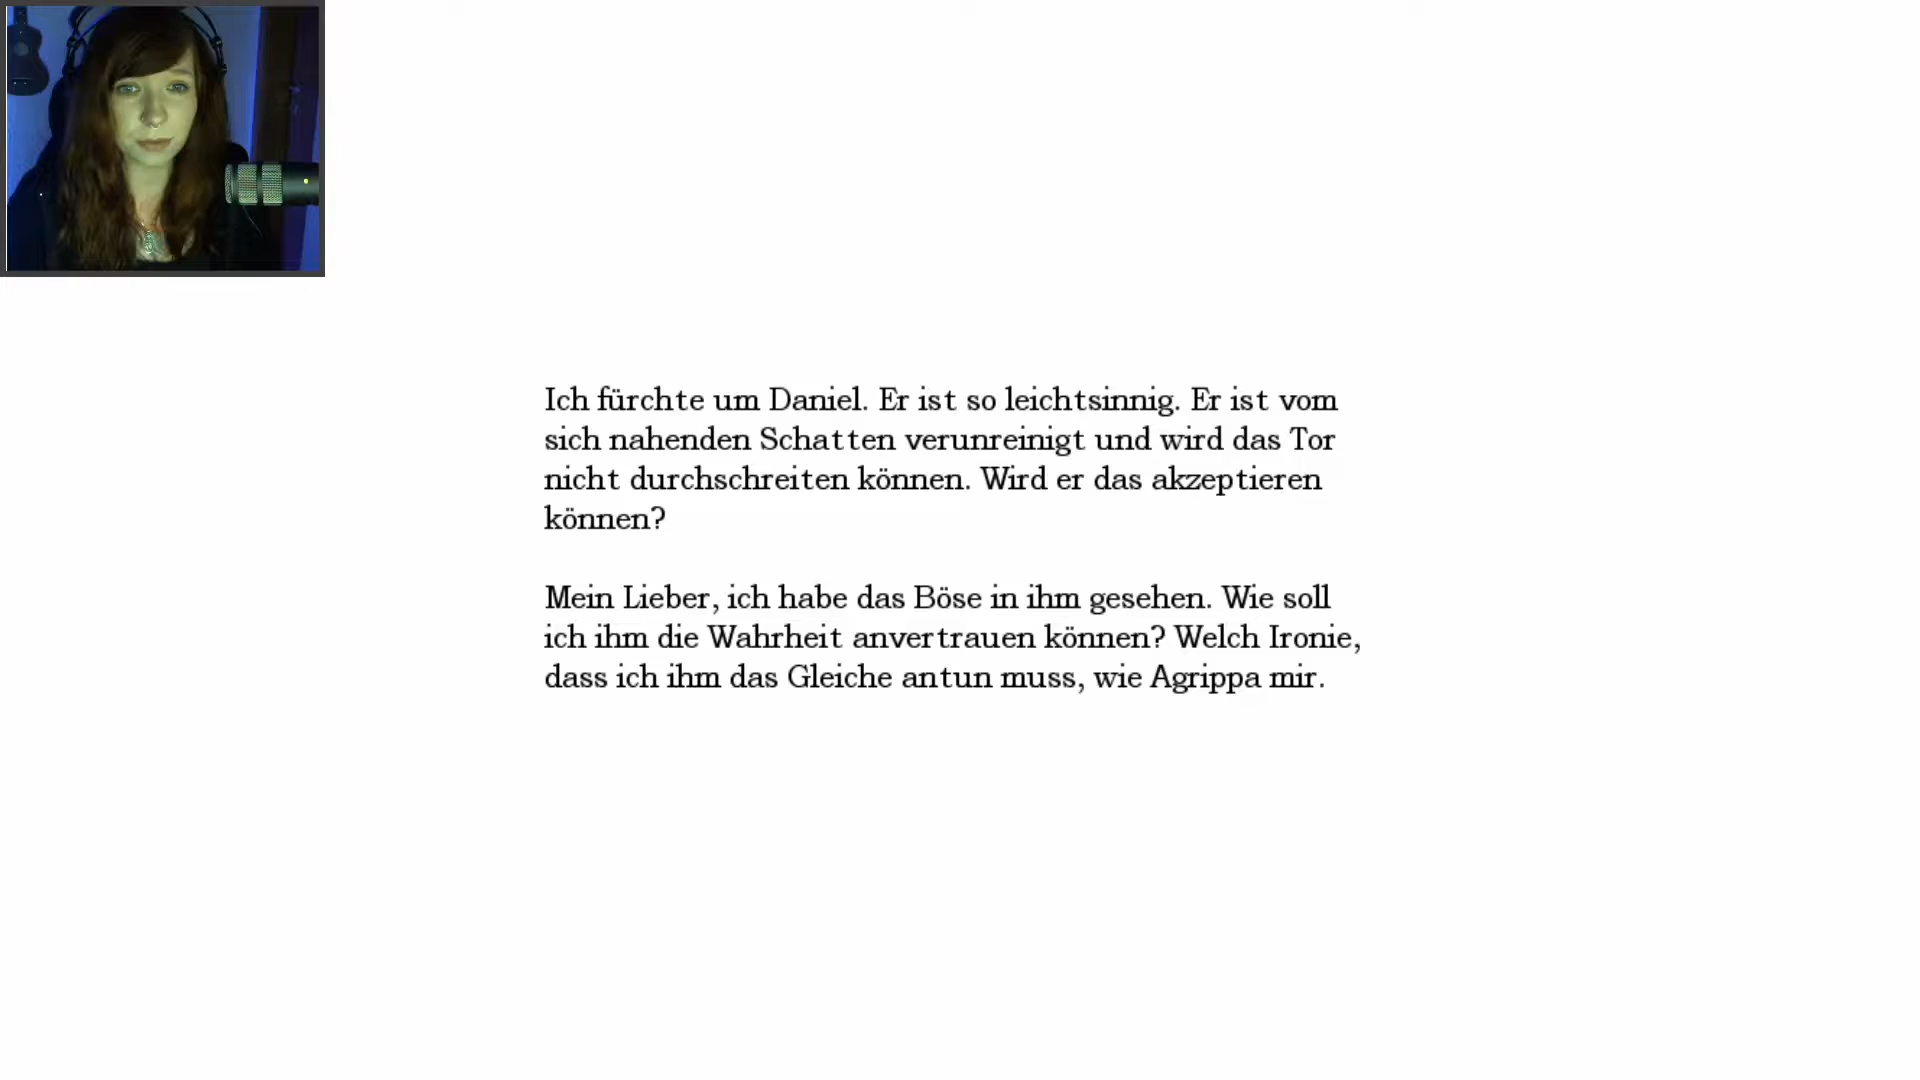 Ich fürchte um Daniel. Er ist so leichtsinnig. Er ist vom
sich nahenden Schatten verunreinigt und wird das Tor
nicht durchschreiten können. Wird er das akzeptieren
können?
Mein Lieber, ich habe das Böse in ihm gesehen. Wie soll
ich ihm die Wahrheit anvertrauen können? Welch Ironie,
dass ich ihm das Gleiche antun muss, wie Agrippa mir.